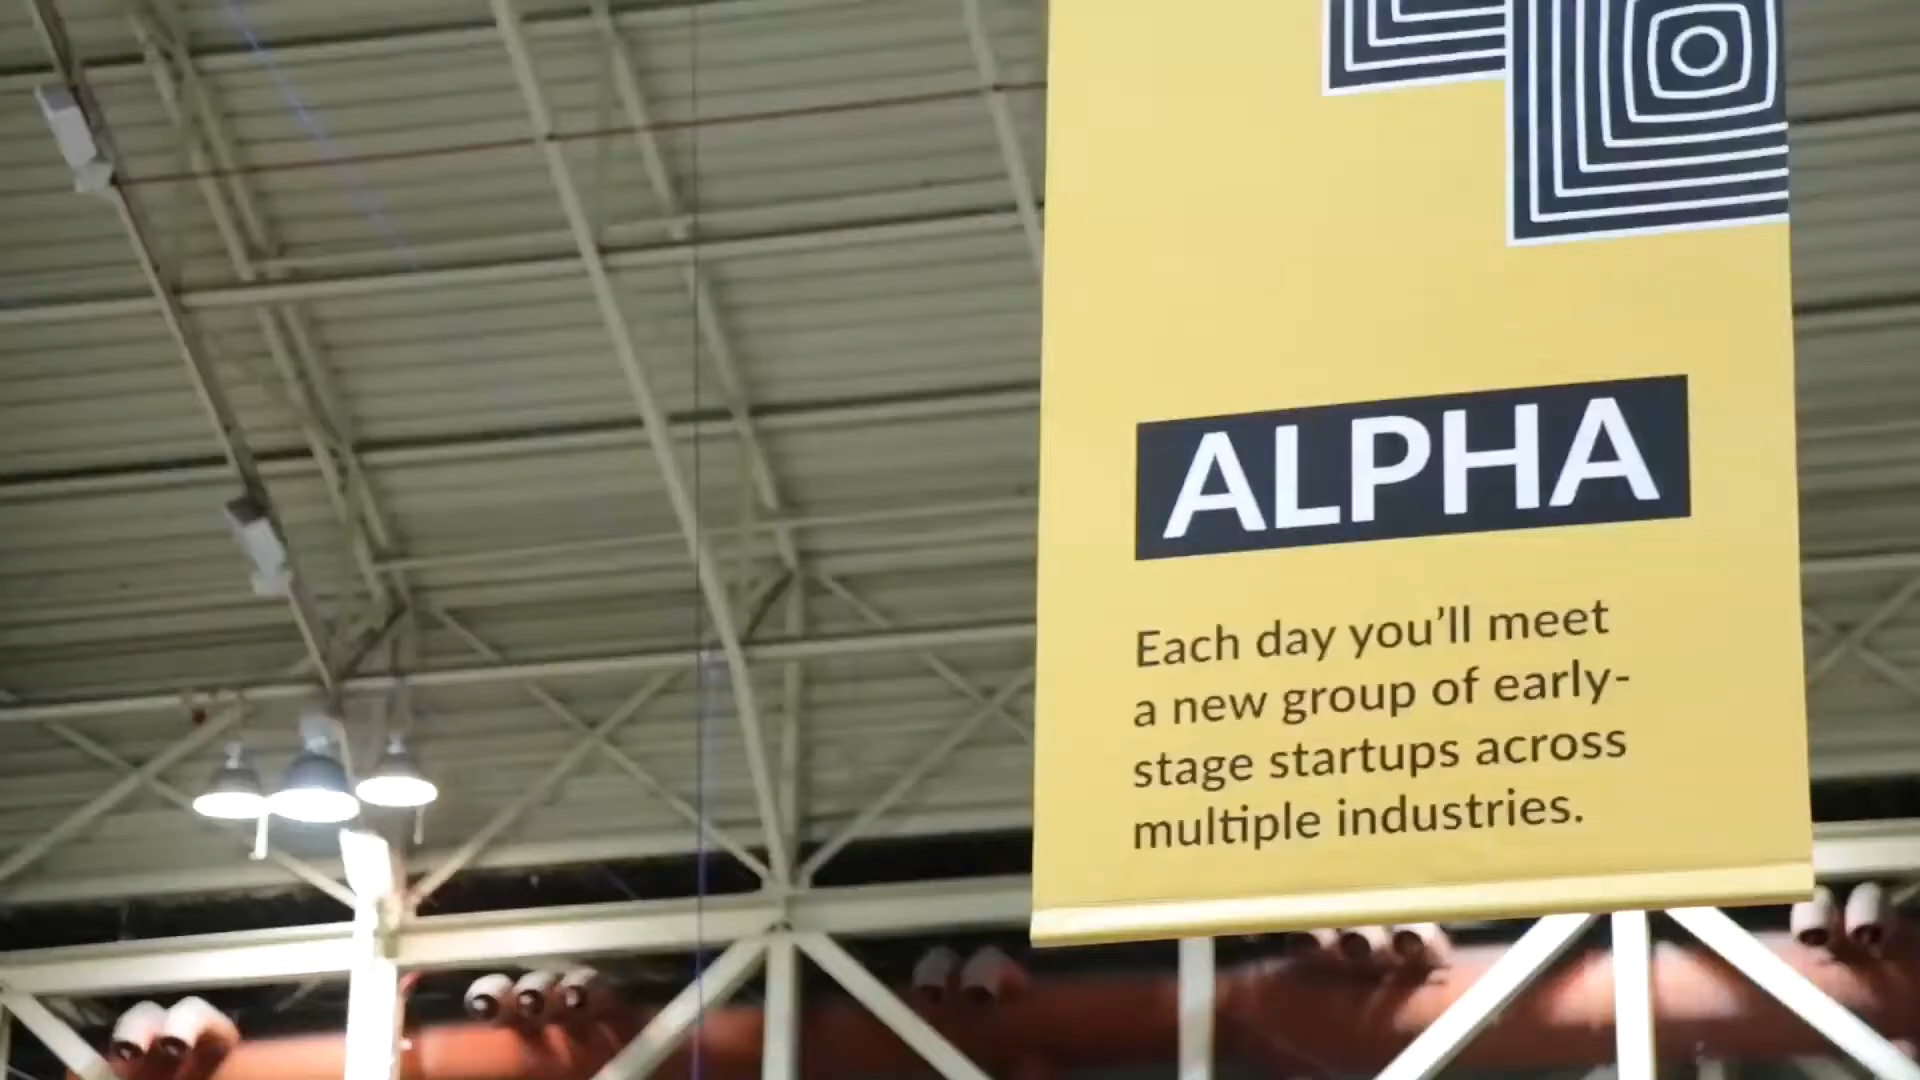 ALPHA
Each day you’ll meet
a new group of early-
stage startups across
multiple industries.